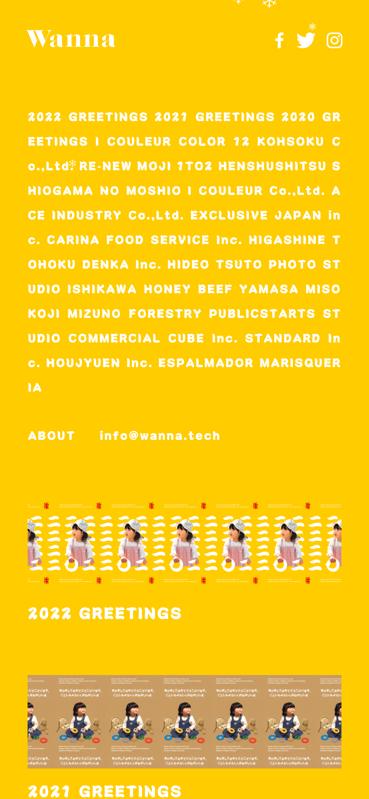 Wanna
2022 GREETINGS 2021 GREETINGS 2020 GR
EETINGS I COULEUR COLOR 12 KOHSOKU C
o.,Ltd. RE-NEW MOJI 1TO2 HENSHUSHITSU S
HIOGAMA NO MOSHIO I COULEUR Co.,Ltd. A
CE INDUSTRY Co.,Ltd. EXCLUSIVE JAPAN in
c. CARINA FOOD SERVICE Inc. HIGASHINE T
OHOKU DENKA Inc. HIDEO TSUTO PHOTO ST
UDIO ISHIKAWA HONEY BEEF YAMASA MISO
KOJI MIZUNO FORESTRY PUBLICSTARTS ST
UDIO COMMERCIAL CUBE Inc. STANDARD In
c. HOUJYUEN Inc. ESPALMADOR MARISQUER
IA
ABOUT info@wanna.tech
2022 GREETINGS
2021 GREETINGS